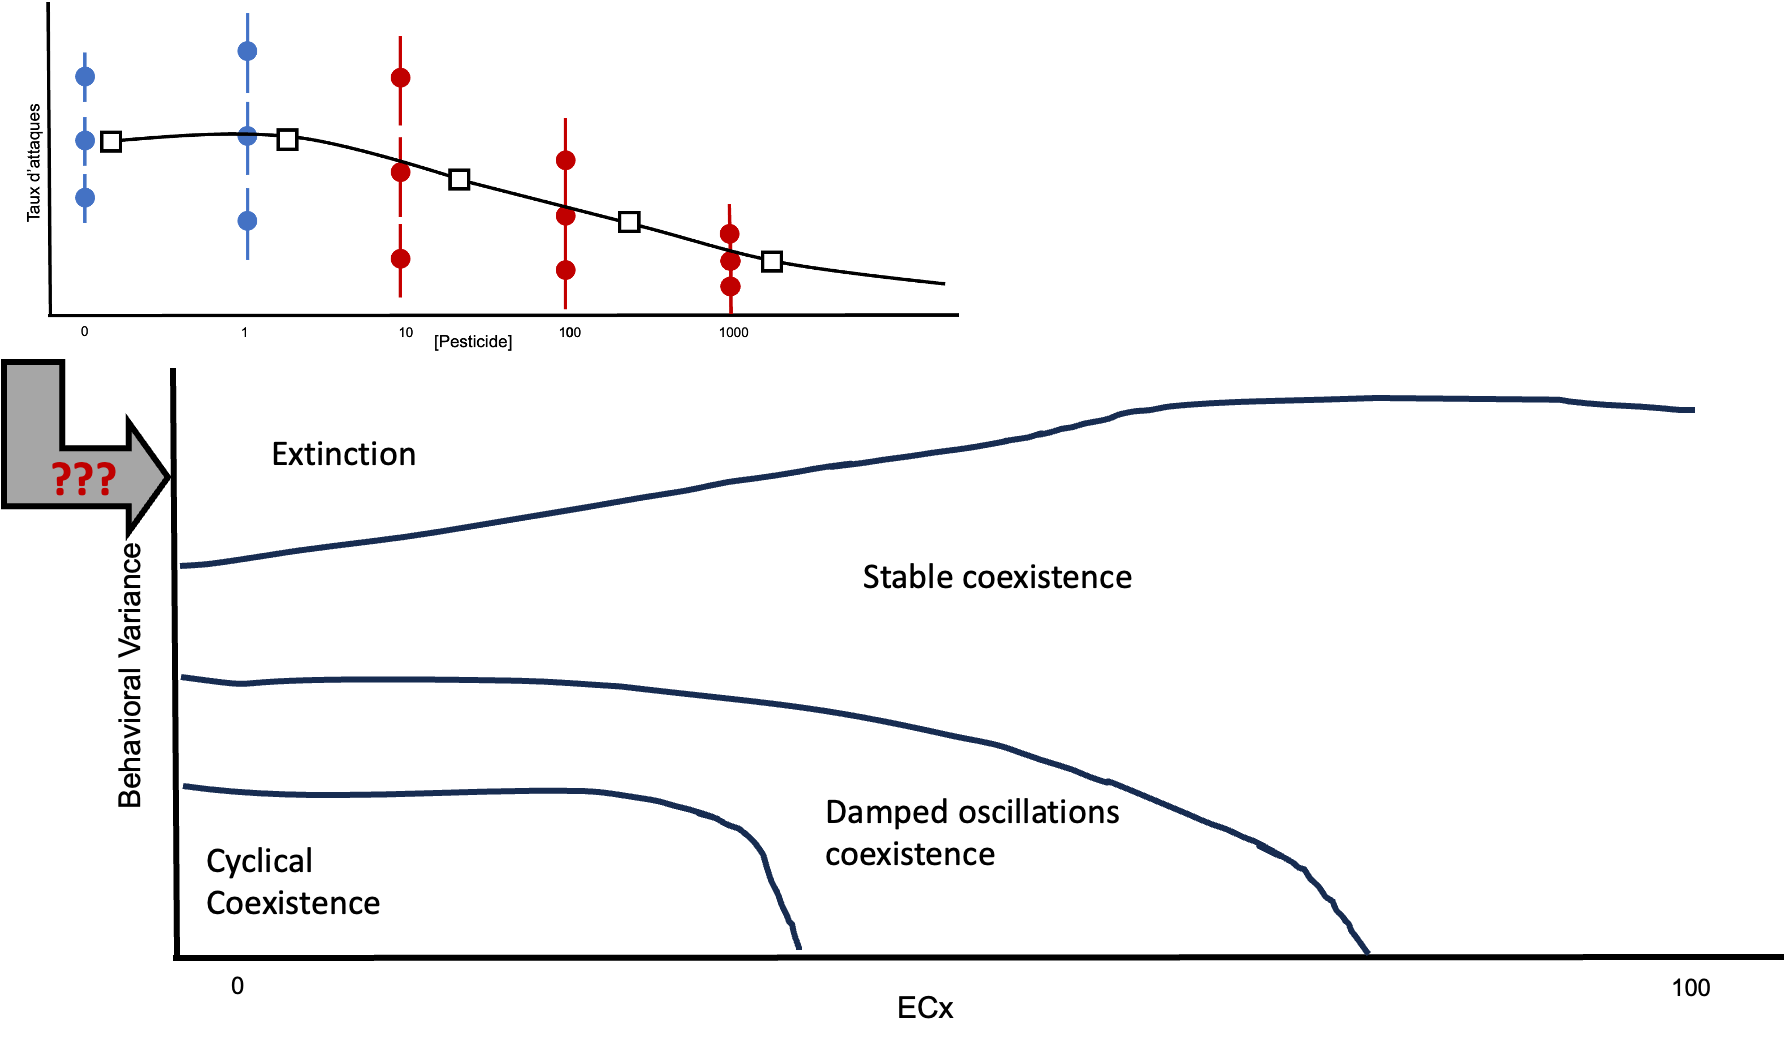 Taux d'attaques
0
1
10
100
1000
[Pesticide]
???
Extinction
Stable coexistence
Behavioral Variance
Damped oscillations
coexistence
Cyclical
Coexistence
0
100
ECx